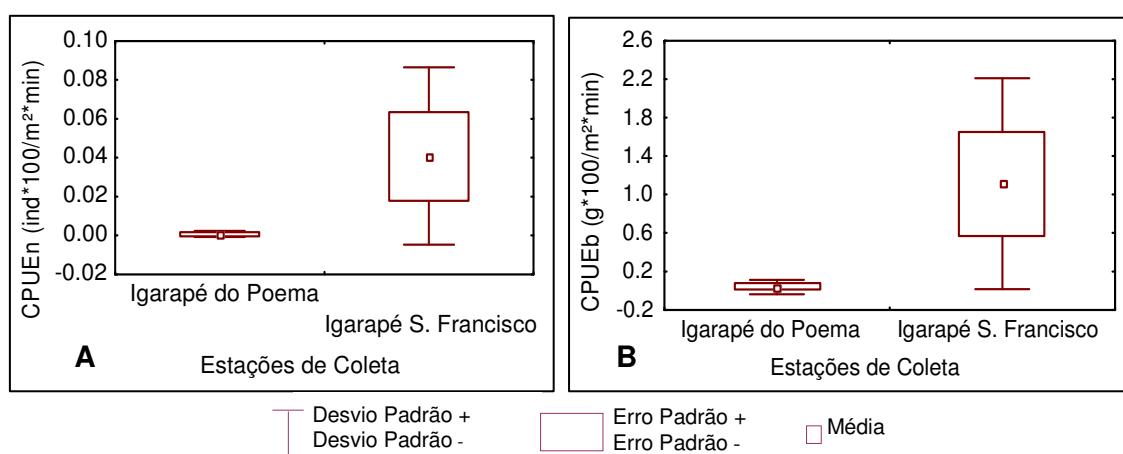 CPUEn (ind*100/m²*min)
0.10
0.08
0.06
0.04
0.02
0.00
-0.02
Igarapé do Poema
Igarapé S. Francisco
A
Estações de Coleta
CPUEb (g*100/m²*min)
2.6
2.2
1.8
1.4
1.0
0.6
0.2
-0.2
Igarapé do Poema
Igarapé S. Francisco
B
Estações de Coleta
Desvio Padrão +
Desvio Padrão -
Erro Padrão +
Erro Padrão -
Média